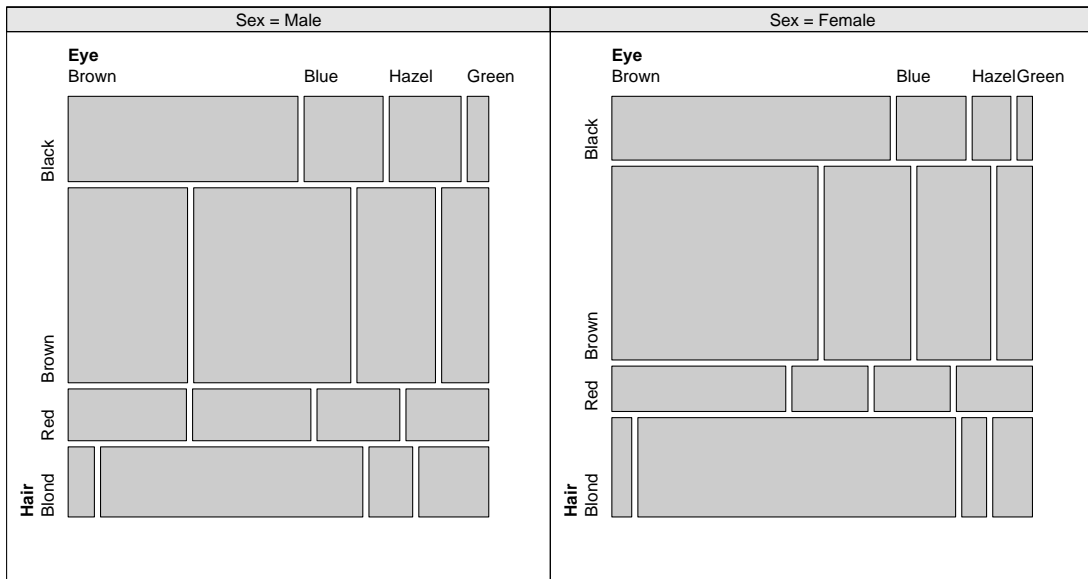 Sex = Male
Eye
Brown Blue Hazel Green
Black
Brown
Red
Blond
Hair
Sex = Female
Eye
Brown Blue Hazel Green
Black
Brown
Red
Blond
Hair